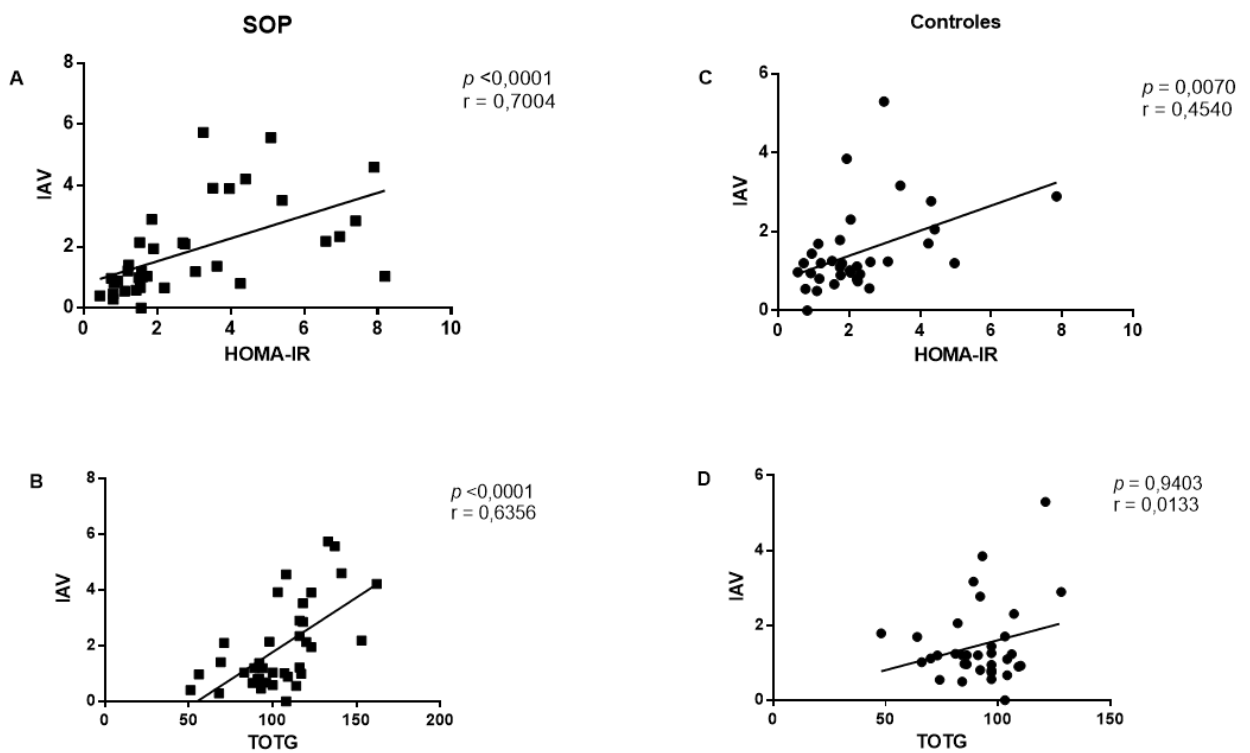 SOP
A
p <0,0001
r = 0,7004
8
6
4
2
0
IAV
0 2 4 6 8 10
HOMA-IR
Controles
C
p = 0,0070
r = 0,4540
6
4
2
0
IAV
0 2 4 6 8 10
HOMA-IR
B
p <0,0001
r = 0,6356
8
6
4
2
0
IAV
0 50 100 150 200
TOTG
D
p = 0,9403
r = 0,0133
6
4
2
0
IAV
0 50 100 150
TOTG